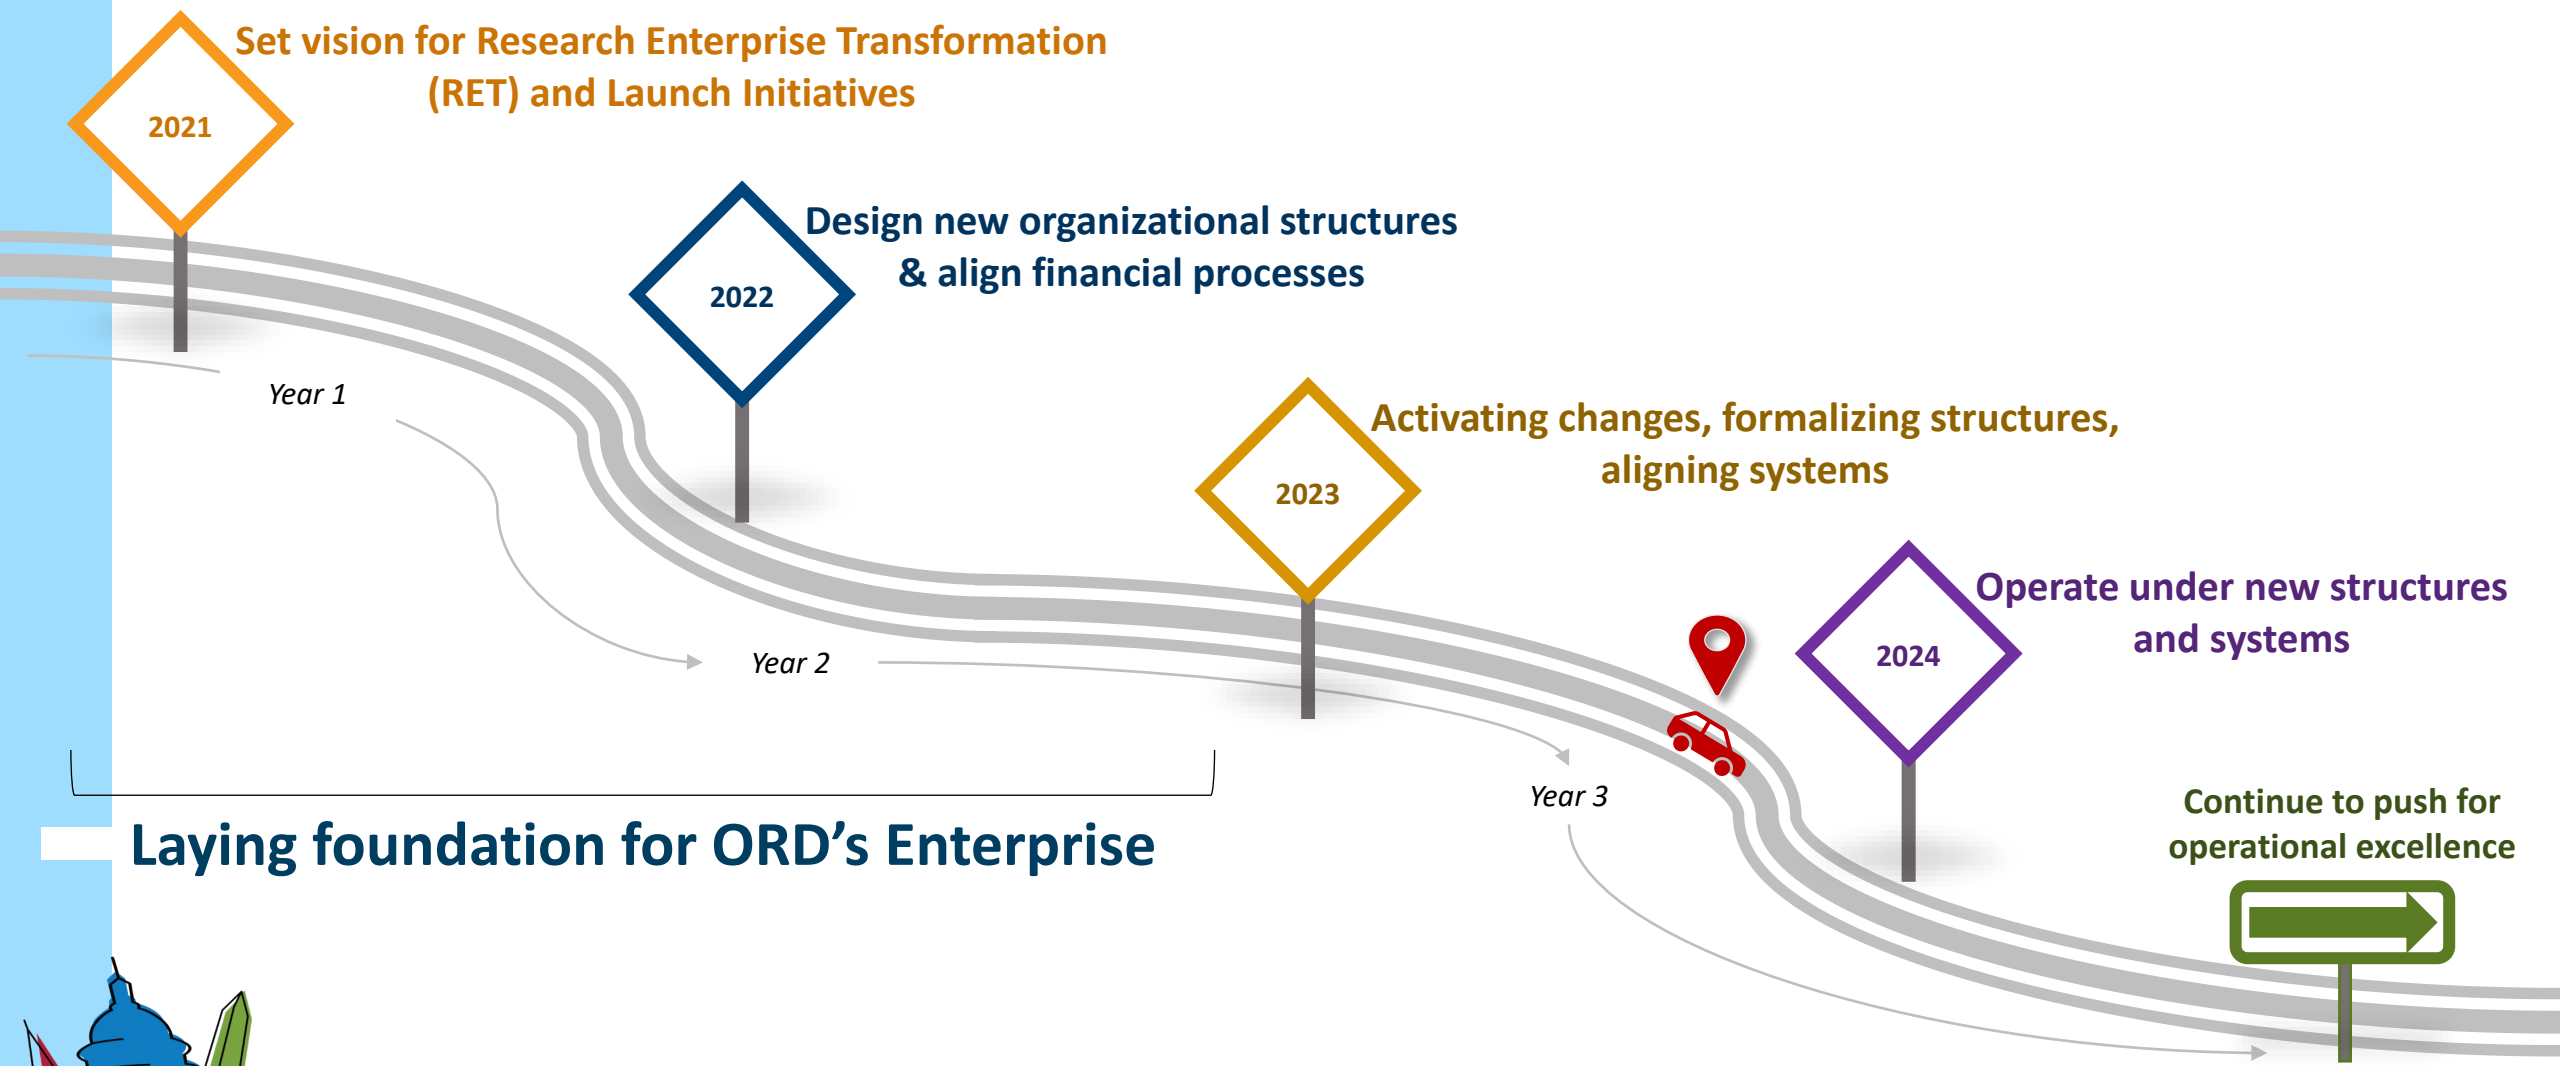 2021
Set vision for Research Enterprise Transformation
(RET) and Launch Initiatives
2022
Design new organizational structures
& align financial processes
Year 1
2023
Activating changes, formalizing structures,
aligning systems
2024
Operate under new structures
and systems
Year 2
Year 3
Laying foundation for ORD’s Enterprise
Continue to push for
operational excellence